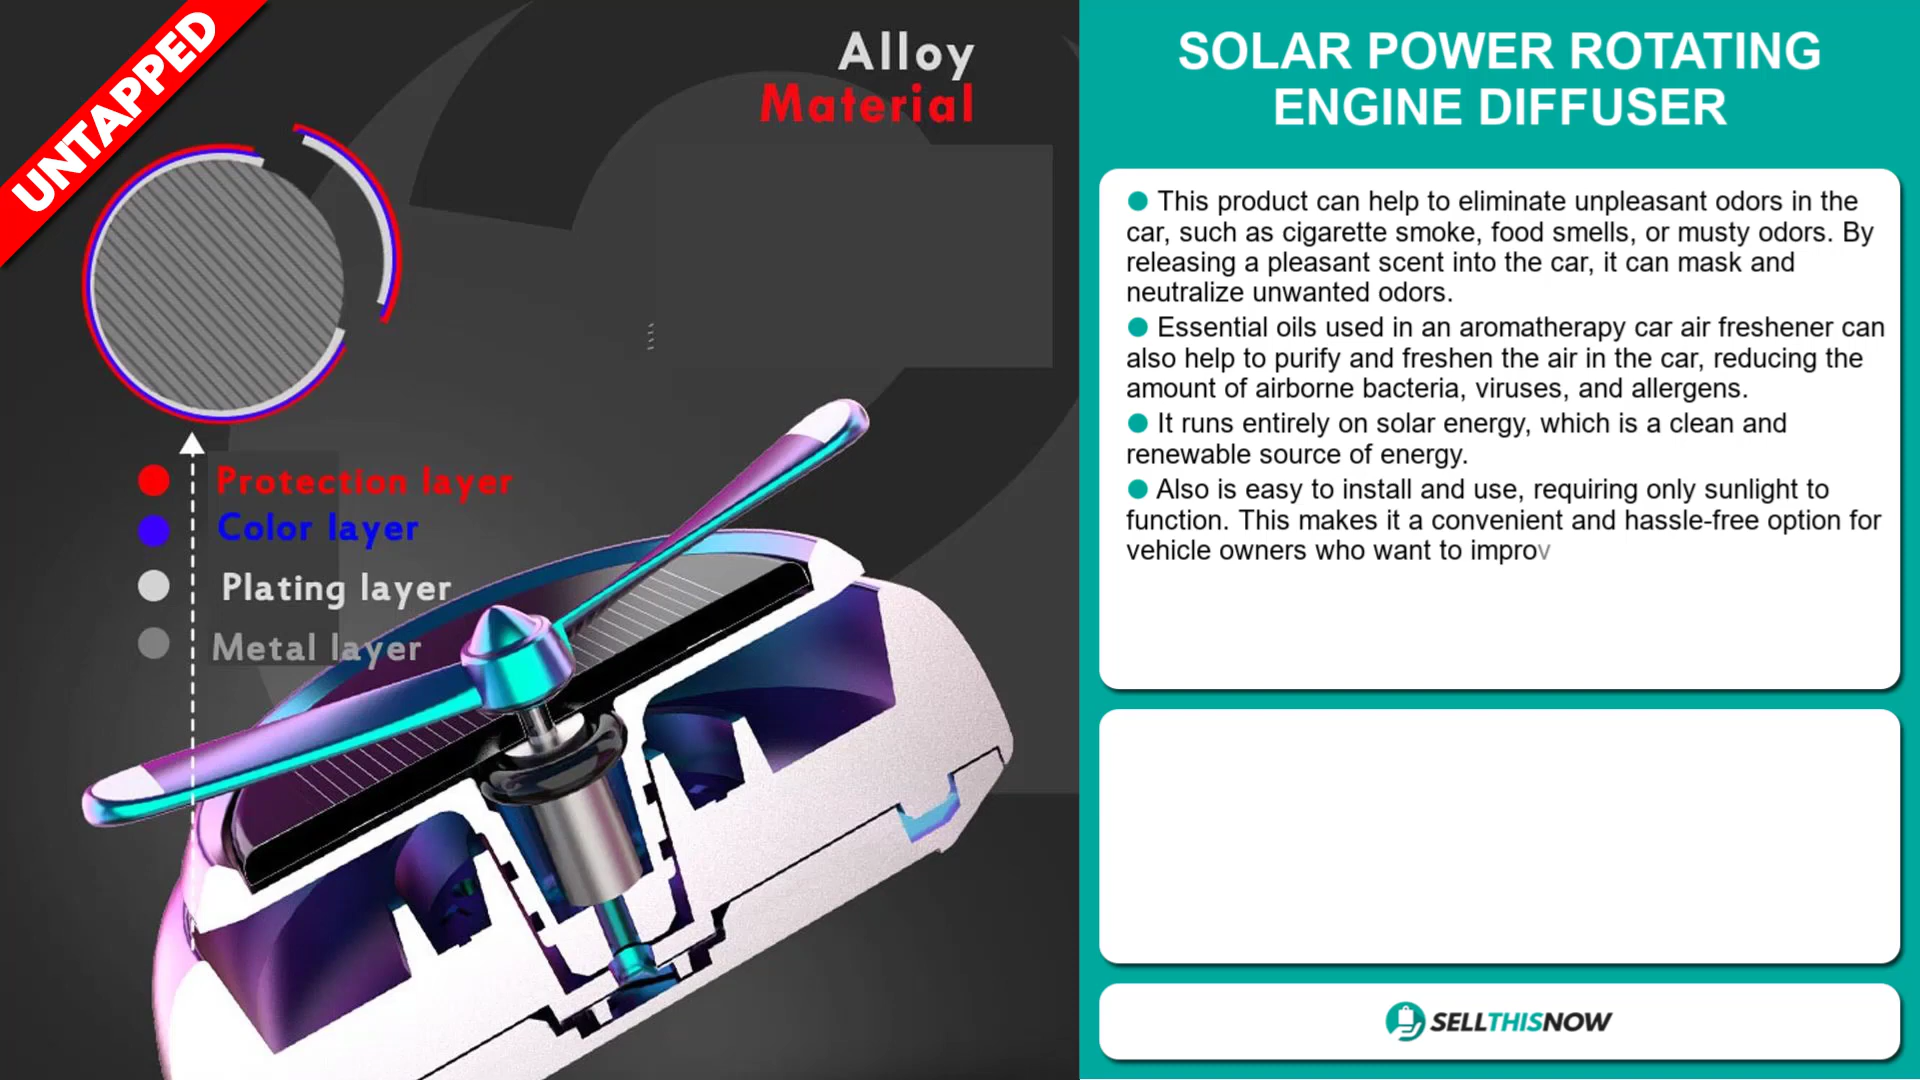 UNTAPPED
Alloy
Material
Protection layer
Color layer
Plating layer
Metal layer
SOLAR POWER ROTATING
ENGINE DIFFUSER
● This product can help to eliminate unpleasant odors in the
car, such as cigarette smoke, food smells, or musty odors. By
releasing a pleasant scent into the car, it can mask and
neutralize unwanted odors.
● Essential oils used in an aromatherapy car air freshener can
also help to purify and freshen the air in the car, reducing the
amount of airborne bacteria, viruses, and allergens.
● It runs entirely on solar energy, which is a clean and
renewable source of energy.
● Also is easy to install and use, requiring only sunlight to
function. This makes it a convenient and hassle-free option for
vehicle owners who want to improv
SELLTHISNOW